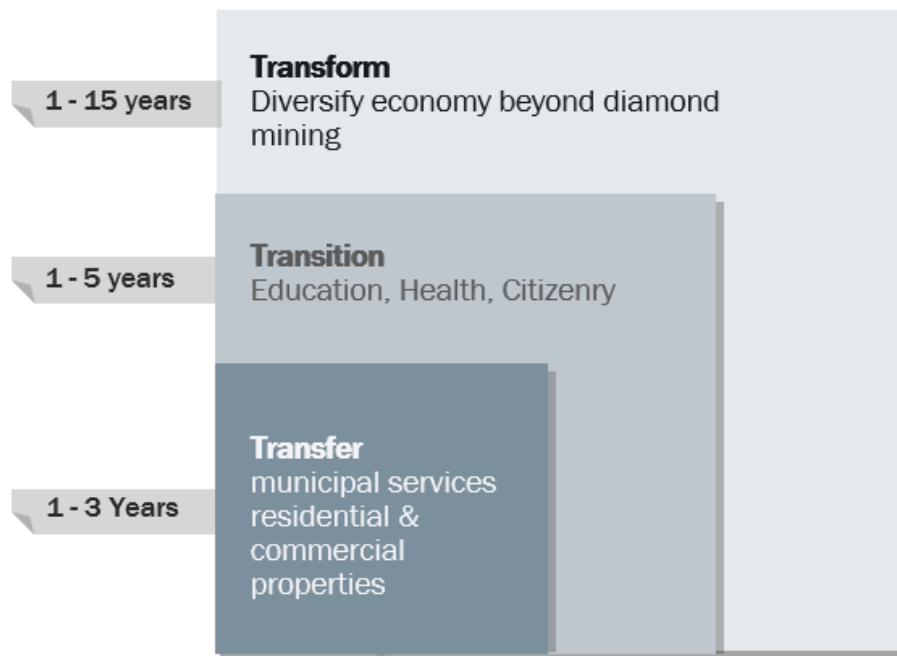 1 - 15 years
Transform
Diversify economy beyond diamond
mining
1 - 5 years
Transition
Education, Health, Citizenry
1 - 3 Years
Transfer
municipal services
residential &
commercial
properties